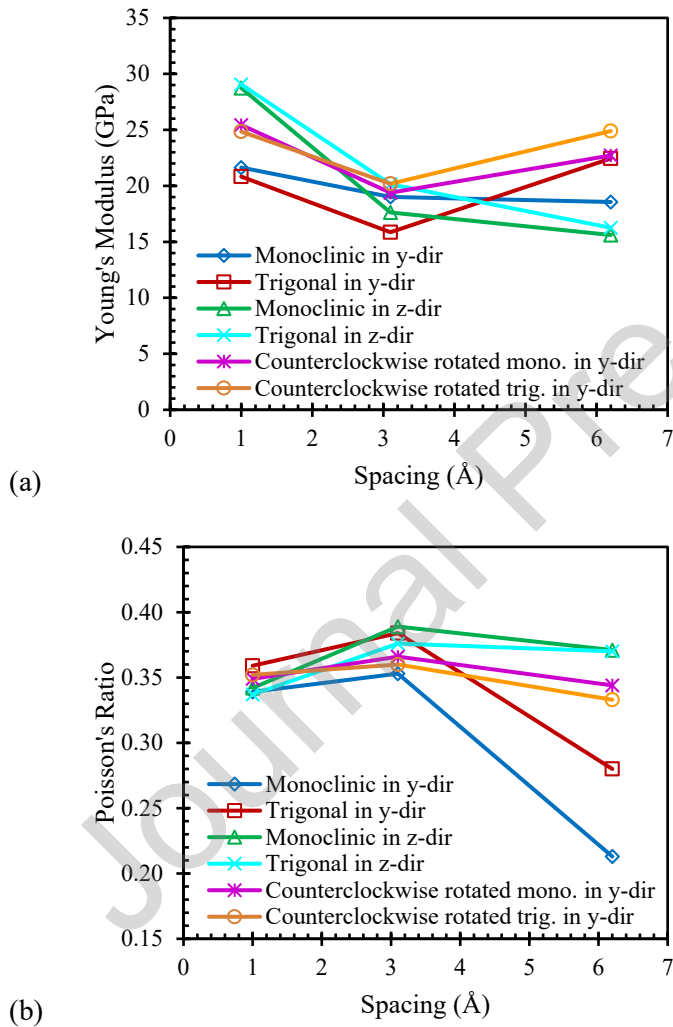 35
30
25
20
15
10
5
0
Young's Modulus (GPa)
Monoclinic in y-dir
Trigonal in y-dir
Monoclinic in z-dir
Trigonal in z-dir
Counterclockwise rotated mono. in y-dir
Counterclockwise rotated trig. in y-dir
0 1 2 3 4 5 6 7
Spacing (Å)
(a)
0.45
0.40
0.35
0.30
0.25
0.20
0.15
Poisson's Ratio
Monoclinic in y-dir
Trigonal in y-dir
Monoclinic in z-dir
Trigonal in z-dir
Counterclockwise rotated mono. in y-dir
Counterclockwise rotated trig. in y-dir
0 1 2 3 4 5 6 7
Spacing (Å)
(b)
Journal Pre